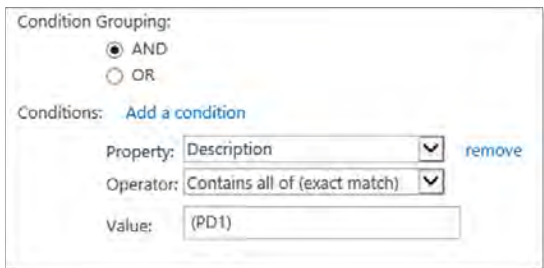 Condition Grouping:
AND
OR
Conditions: Add a condition
Property: Description remove
Operator: Contains all of (exact match)
Value: (PD1)